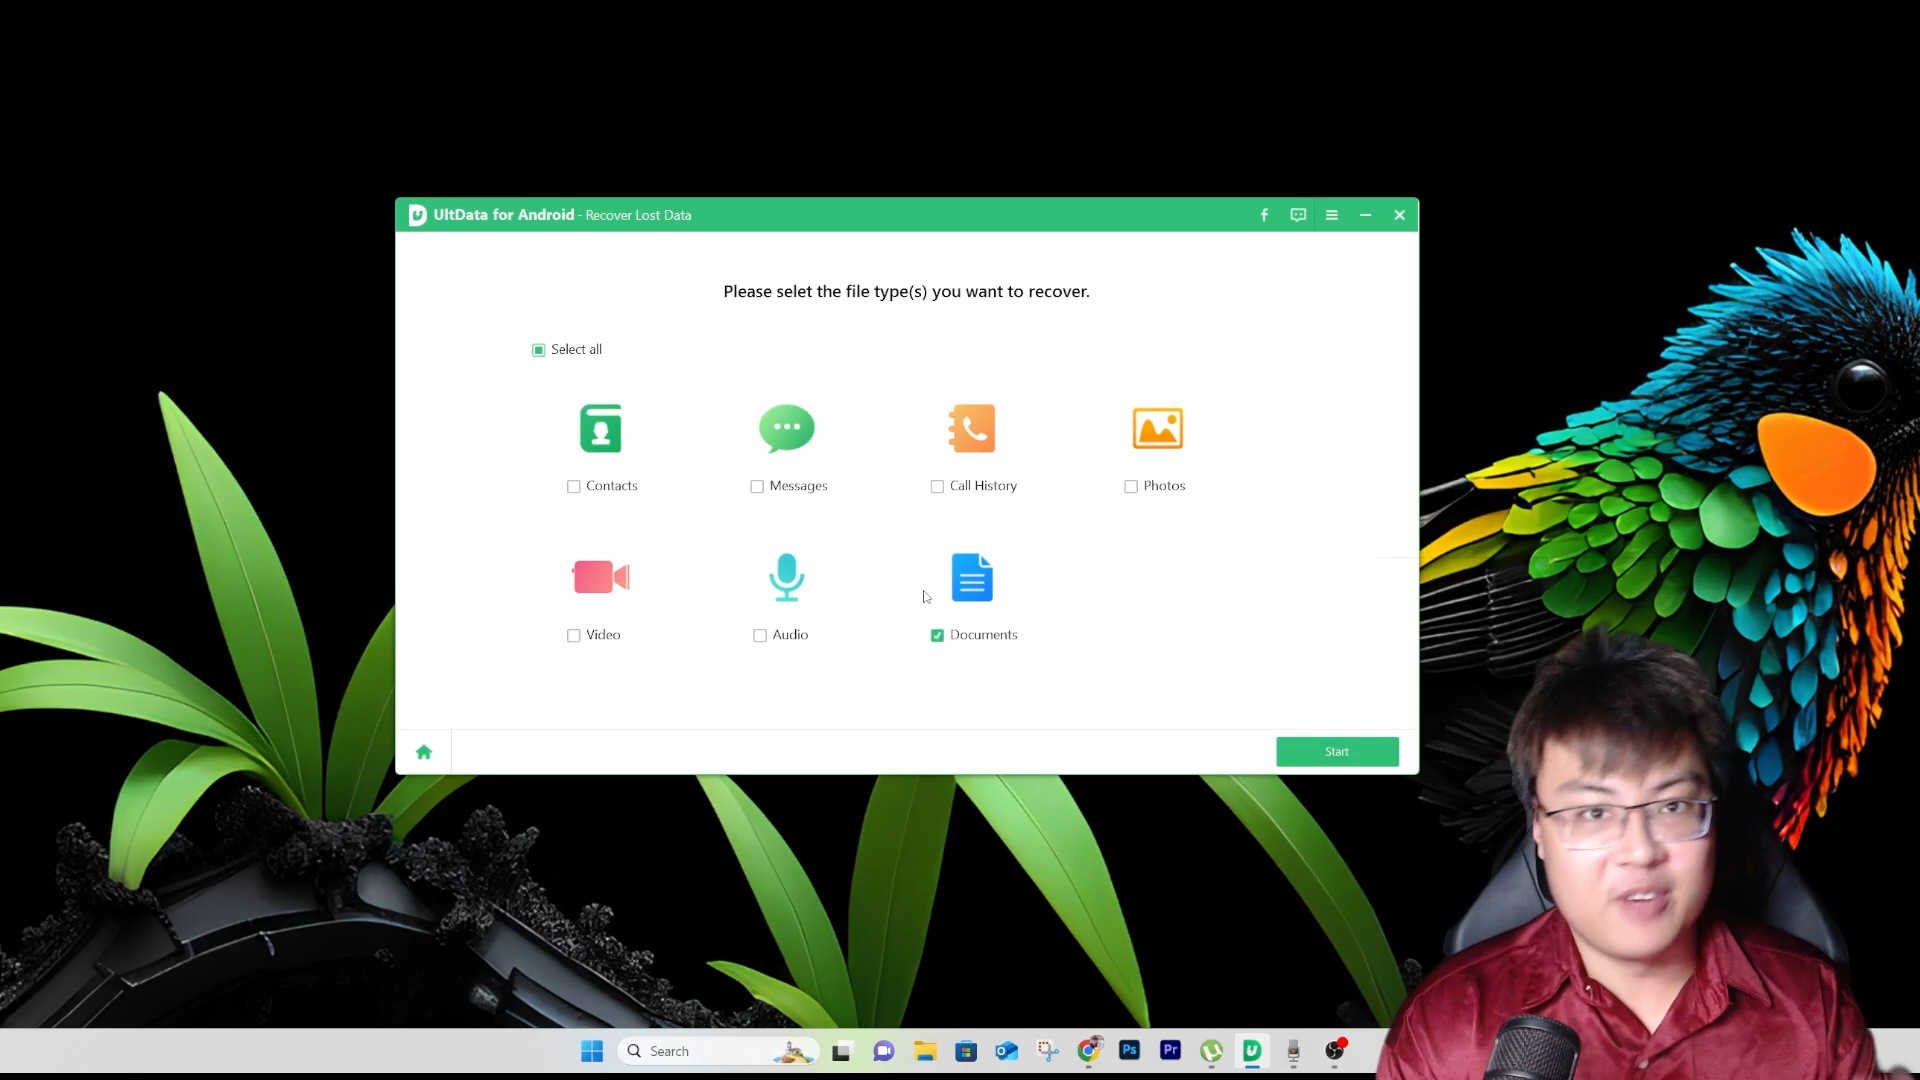 UltData for Android - Recover Lost Data
Please selet the file type(s) you want to recover.
Select all
Contacts
Messages
Call History
Photos
Video
Audio
Documents
Start
Search
Ps
Pr